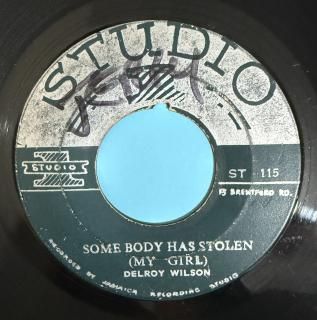 STUDIO
1
STUDIO
ST 115
13 BRENTFORD RD.
SOME BODY HAS STOLEN
(MY GIRL)
DELROY WILSON
RECORDED BY JAMAICA RECORDING STUDIO